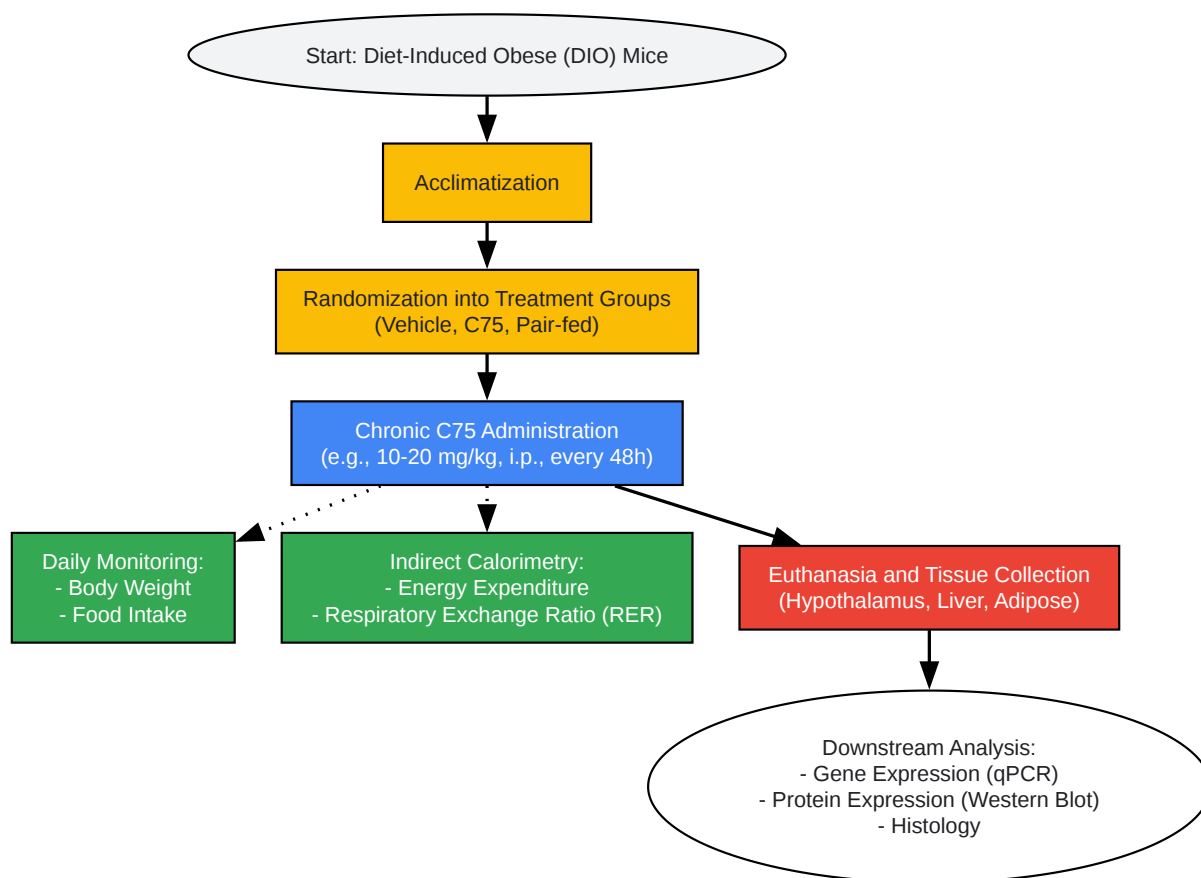 Start: Diet-Induced Obese (DIO) Mice
Acclimatization
Randomization into Treatment Groups
(Vehicle, C75, Pair-fed)
Chronic C75 Administration
(e.g., 10-20 mg/kg, i.p., every 48h)
Daily Monitoring:
- Body Weight
- Food Intake
Indirect Calorimetry:
- Energy Expenditure
- Respiratory Exchange Ratio (RER)
Euthanasia and Tissue Collection
(Hypothalamus, Liver, Adipose)
Downstream Analysis:
- Gene Expression (qPCR)
- Protein Expression (Western Blot)
- Histology